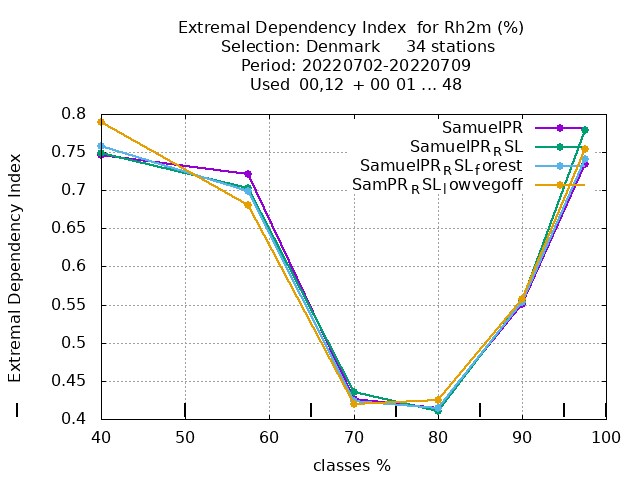 Extremal Dependency Index for Rh2m (%)
Selection: Denmark 34 stations
Period: 20220702-20220709
Used 00,12 + 00 01 ... 48
Extremal Dependency Index
0.8
0.75
0.7
0.65
0.6
0.55
0.5
0.45
0.4
SamuelPR
SamuelPR_RSL
SamuelPR_RSL_forest
SamPR_RSL_lowvegoff
40 50 60 70 80 90 100
classes %